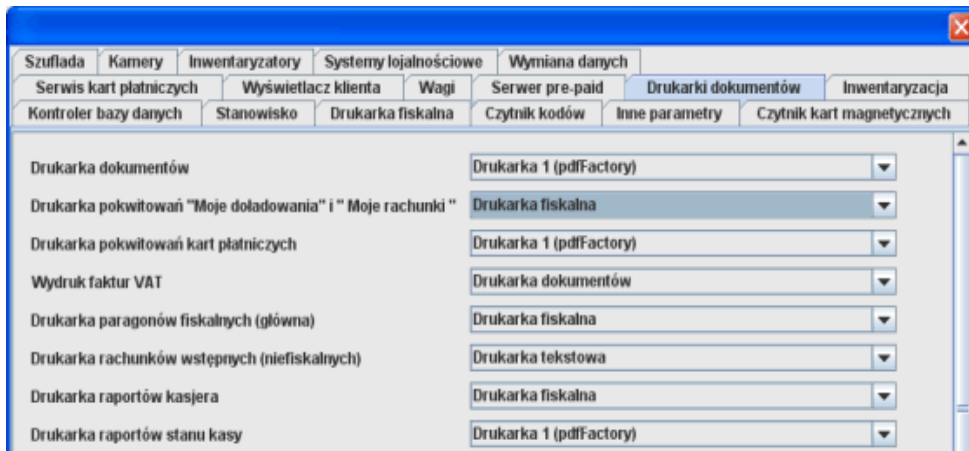 Szuflada Kamery Inwentaryzatory Systemy lojalnościowe Wymiana danych
Serwis kart płatniczych Wyświetlacz klienta Wagi Serwer pre-paid Drukarki dokumentów Inwentaryzacja
Kontroler bazy danych Stanowisko Drukarka fiskalna Czytnik kodów Inne parametry Czytnik kart magnetycznych
Drukarka dokumentów Drukarka 1 (pdfFactory)
Drukarka pokwitowań "Moje doładowania" i " Moje rachunki " Drukarka fiskalna
Drukarka pokwitowań kart płatniczych Drukarka 1 (pdfFactory)
Wydruk faktur VAT Drukarka dokumentów
Drukarka paragonów fiskalnych (główna) Drukarka fiskalna
Drukarka rachunków wstępnych (niefiskalnych) Drukarka tekstowa
Drukarka raportów kasjera Drukarka fiskalna
Drukarka raportów stanu kasy Drukarka 1 (pdfFactory)